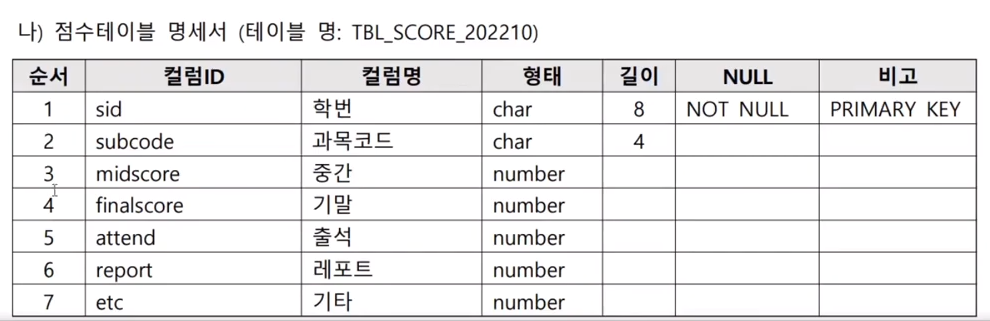 나) 점수테이블 명세서 (테이블 명: TBL_SCORE_202210)
순서 컬럼ID 컬럼명 형태 길이 NULL 비고
1 sid 학번 char 8 NOT NULL PRIMARY KEY
2 subcode 과목코드 char 4
3 midscore 중간 number
4 finalscore 기말 number
5 attend 출석 number
6 report 레포트 number
7 etc 기타 number